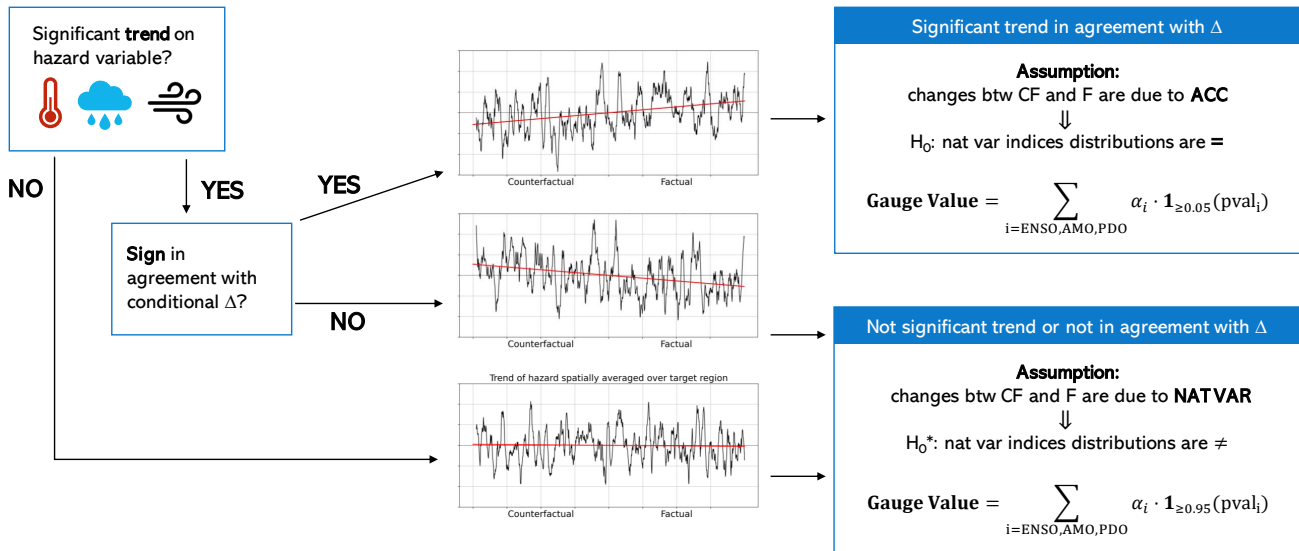 Significant trend on
hazard variable?
NO
YES
YES
Sign in
agreement with
conditional Δ?
NO
Counterfactual Factual
Counterfactual Factual
Trend of hazard spatially averaged over target region
Counterfactual Factual
Significant trend in agreement with Δ
Assumption:
changes btw CF and F are due to ACC
⇓
H₀: nat var indices distributions are =
Gauge Value = ∑ αᵢ · 𝟏≥0.05(pvalᵢ)
i=ENSO,AMO,PDO
Not significant trend or not in agreement with Δ
Assumption:
changes btw CF and F are due to NAT VAR
⇓
H₀*: nat var indices distributions are ≠
Gauge Value = ∑ αᵢ · 𝟏≥0.95(pvalᵢ)
i=ENSO,AMO,PDO